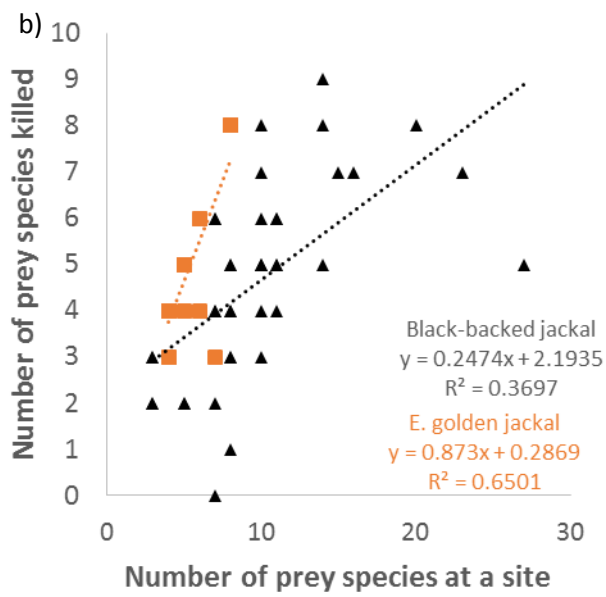 b)
10
9
8
7
6
5
4
3
2
1
0
Number of prey species killed
Black-backed jackal
y = 0.2474x + 2.1935
R² = 0.3697
E. golden jackal
y = 0.873x + 0.2869
R² = 0.6501
0
10
20
30
Number of prey species at a site